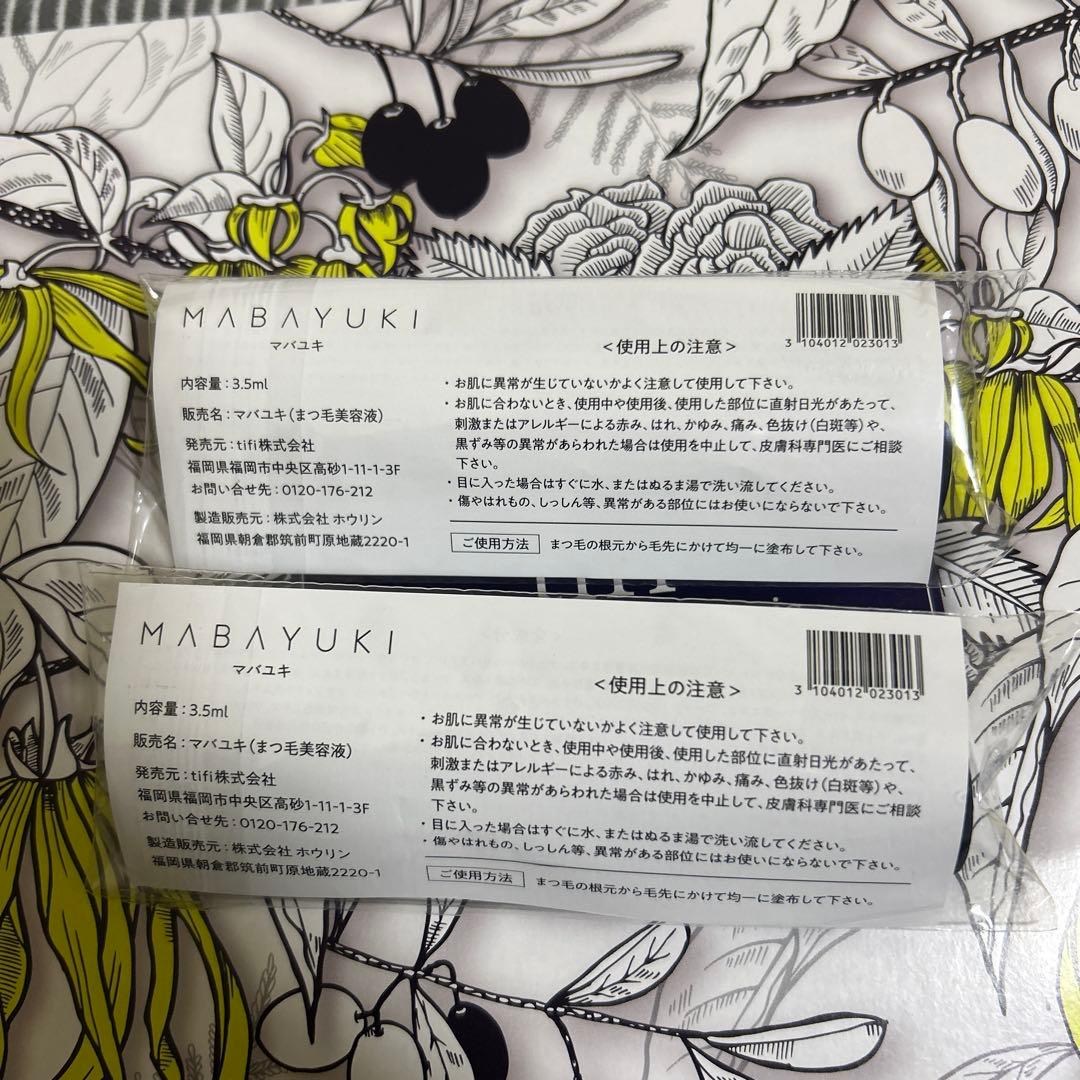 MABAYUKI
マバユキ
内容量：3.5ml
販売名：マバユキ(まつ毛美容液)
発売元：tifi株式会社
福岡県福岡市中央区高砂1-11-1-3F
お問い合せ先：0120-176-212
製造販売元：株式会社 ホウリン
福岡県朝倉郡筑前町原地蔵2220-1
3 104012 023013
＜使用上の注意＞
・お肌に異常が生じていないかよく注意して使用して下さい。
・お肌に合わないとき、使用中や使用後、使用した部位に直射日光があたって、
刺激またはアレルギーによる赤み、はれ、かゆみ、痛み、色抜け(白斑等)や、
黒ずみ等の異常があらわれた場合は使用を中止して、皮膚科専門医にご相談
下さい。
・目に入った場合はすぐに水、またはぬるま湯で洗い流してください。
・傷やはれもの、しっしん等、異常がある部位にはお使いにならないで下さい。
ご使用方法 まつ毛の根元から毛先にかけて均一に塗布して下さい。
MABAYUKI
マバユキ
内容量：3.5ml
販売名：マバユキ(まつ毛美容液)
発売元：tifi株式会社
福岡県福岡市中央区高砂1-11-1-3F
お問い合せ先：0120-176-212
製造販売元：株式会社 ホウリン
福岡県朝倉郡筑前町原地蔵2220-1
3 104012 023013
＜使用上の注意＞
・お肌に異常が生じていないかよく注意して使用して下さい。
・お肌に合わないとき、使用中や使用後、使用した部位に直射日光があたって、
刺激またはアレルギーによる赤み、はれ、かゆみ、痛み、色抜け(白斑等)や、
黒ずみ等の異常があらわれた場合は使用を中止して、皮膚科専門医にご相談
下さい。
・目に入った場合はすぐに水、またはぬるま湯で洗い流してください。
・傷やはれもの、しっしん等、異常がある部位にはお使いにならないで下さい。
ご使用方法 まつ毛の根元から毛先にかけて均一に塗布して下さい。